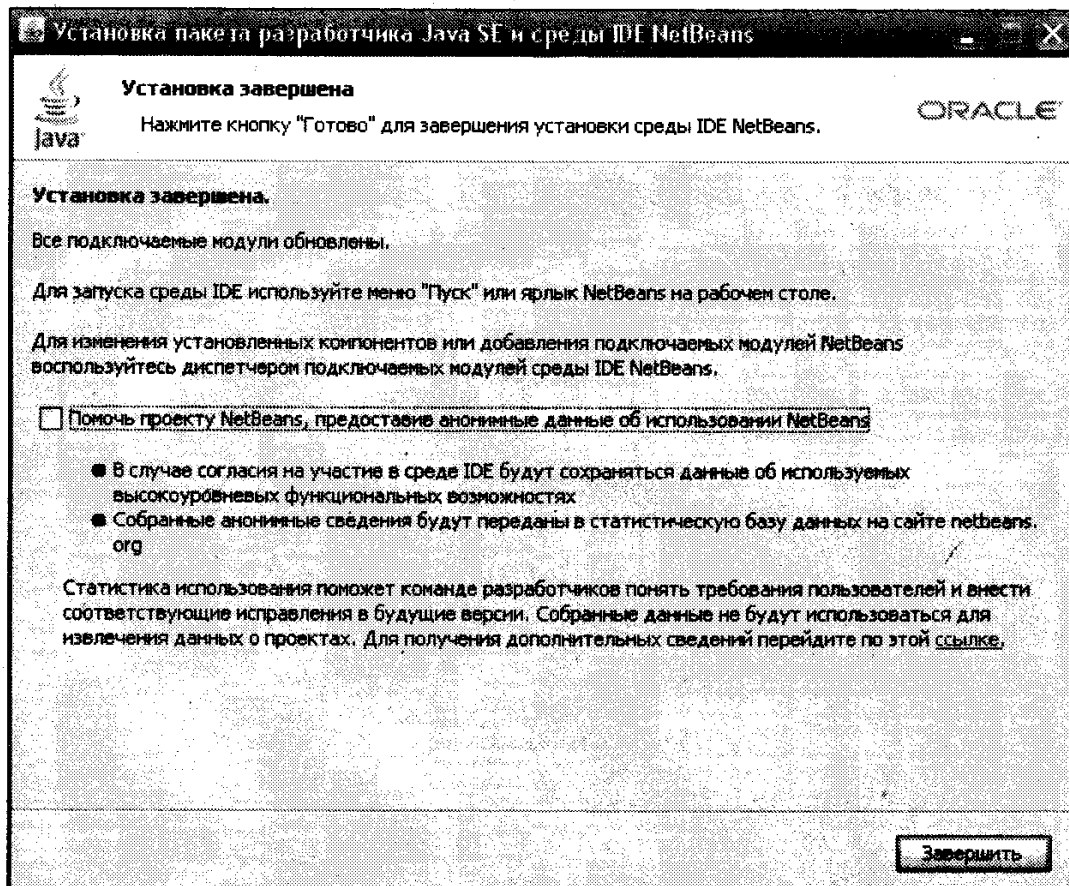 Установка пакета разработчика Java SE и среды IDE NetBeans
Установка завершена
Нажмите кнопку "Готово" для завершения установки среды IDE NetBeans.
Java
ORACLE
Установка завершена.
Все подключаемые модули обновлены.
Для запуска среды IDE используйте меню "Пуск" или ярлык NetBeans на рабочем столе.
Для изменения установленных компонентов или добавления подключаемых модулей NetBeans
воспользуйтесь диспетчером подключаемых модулей среды IDE NetBeans.
Помочь проекту NetBeans, предоставив анонимные данные об использовании NetBeans
В случае согласия на участие в среде IDE будут сохраняться данные об используемых
высокоуровневых функциональных возможностях
Собранные анонимные сведения будут переданы в статистическую базу данных на сайте netbeans.
org
Статистика использования поможет команде разработчиков понять требования пользователей и внести
соответствующие исправления в будущие версии. Собранные данные не будут использоваться для
извлечения данных о проектах. Для получения дополнительных сведений перейдите по этой ссылке.
Завершить